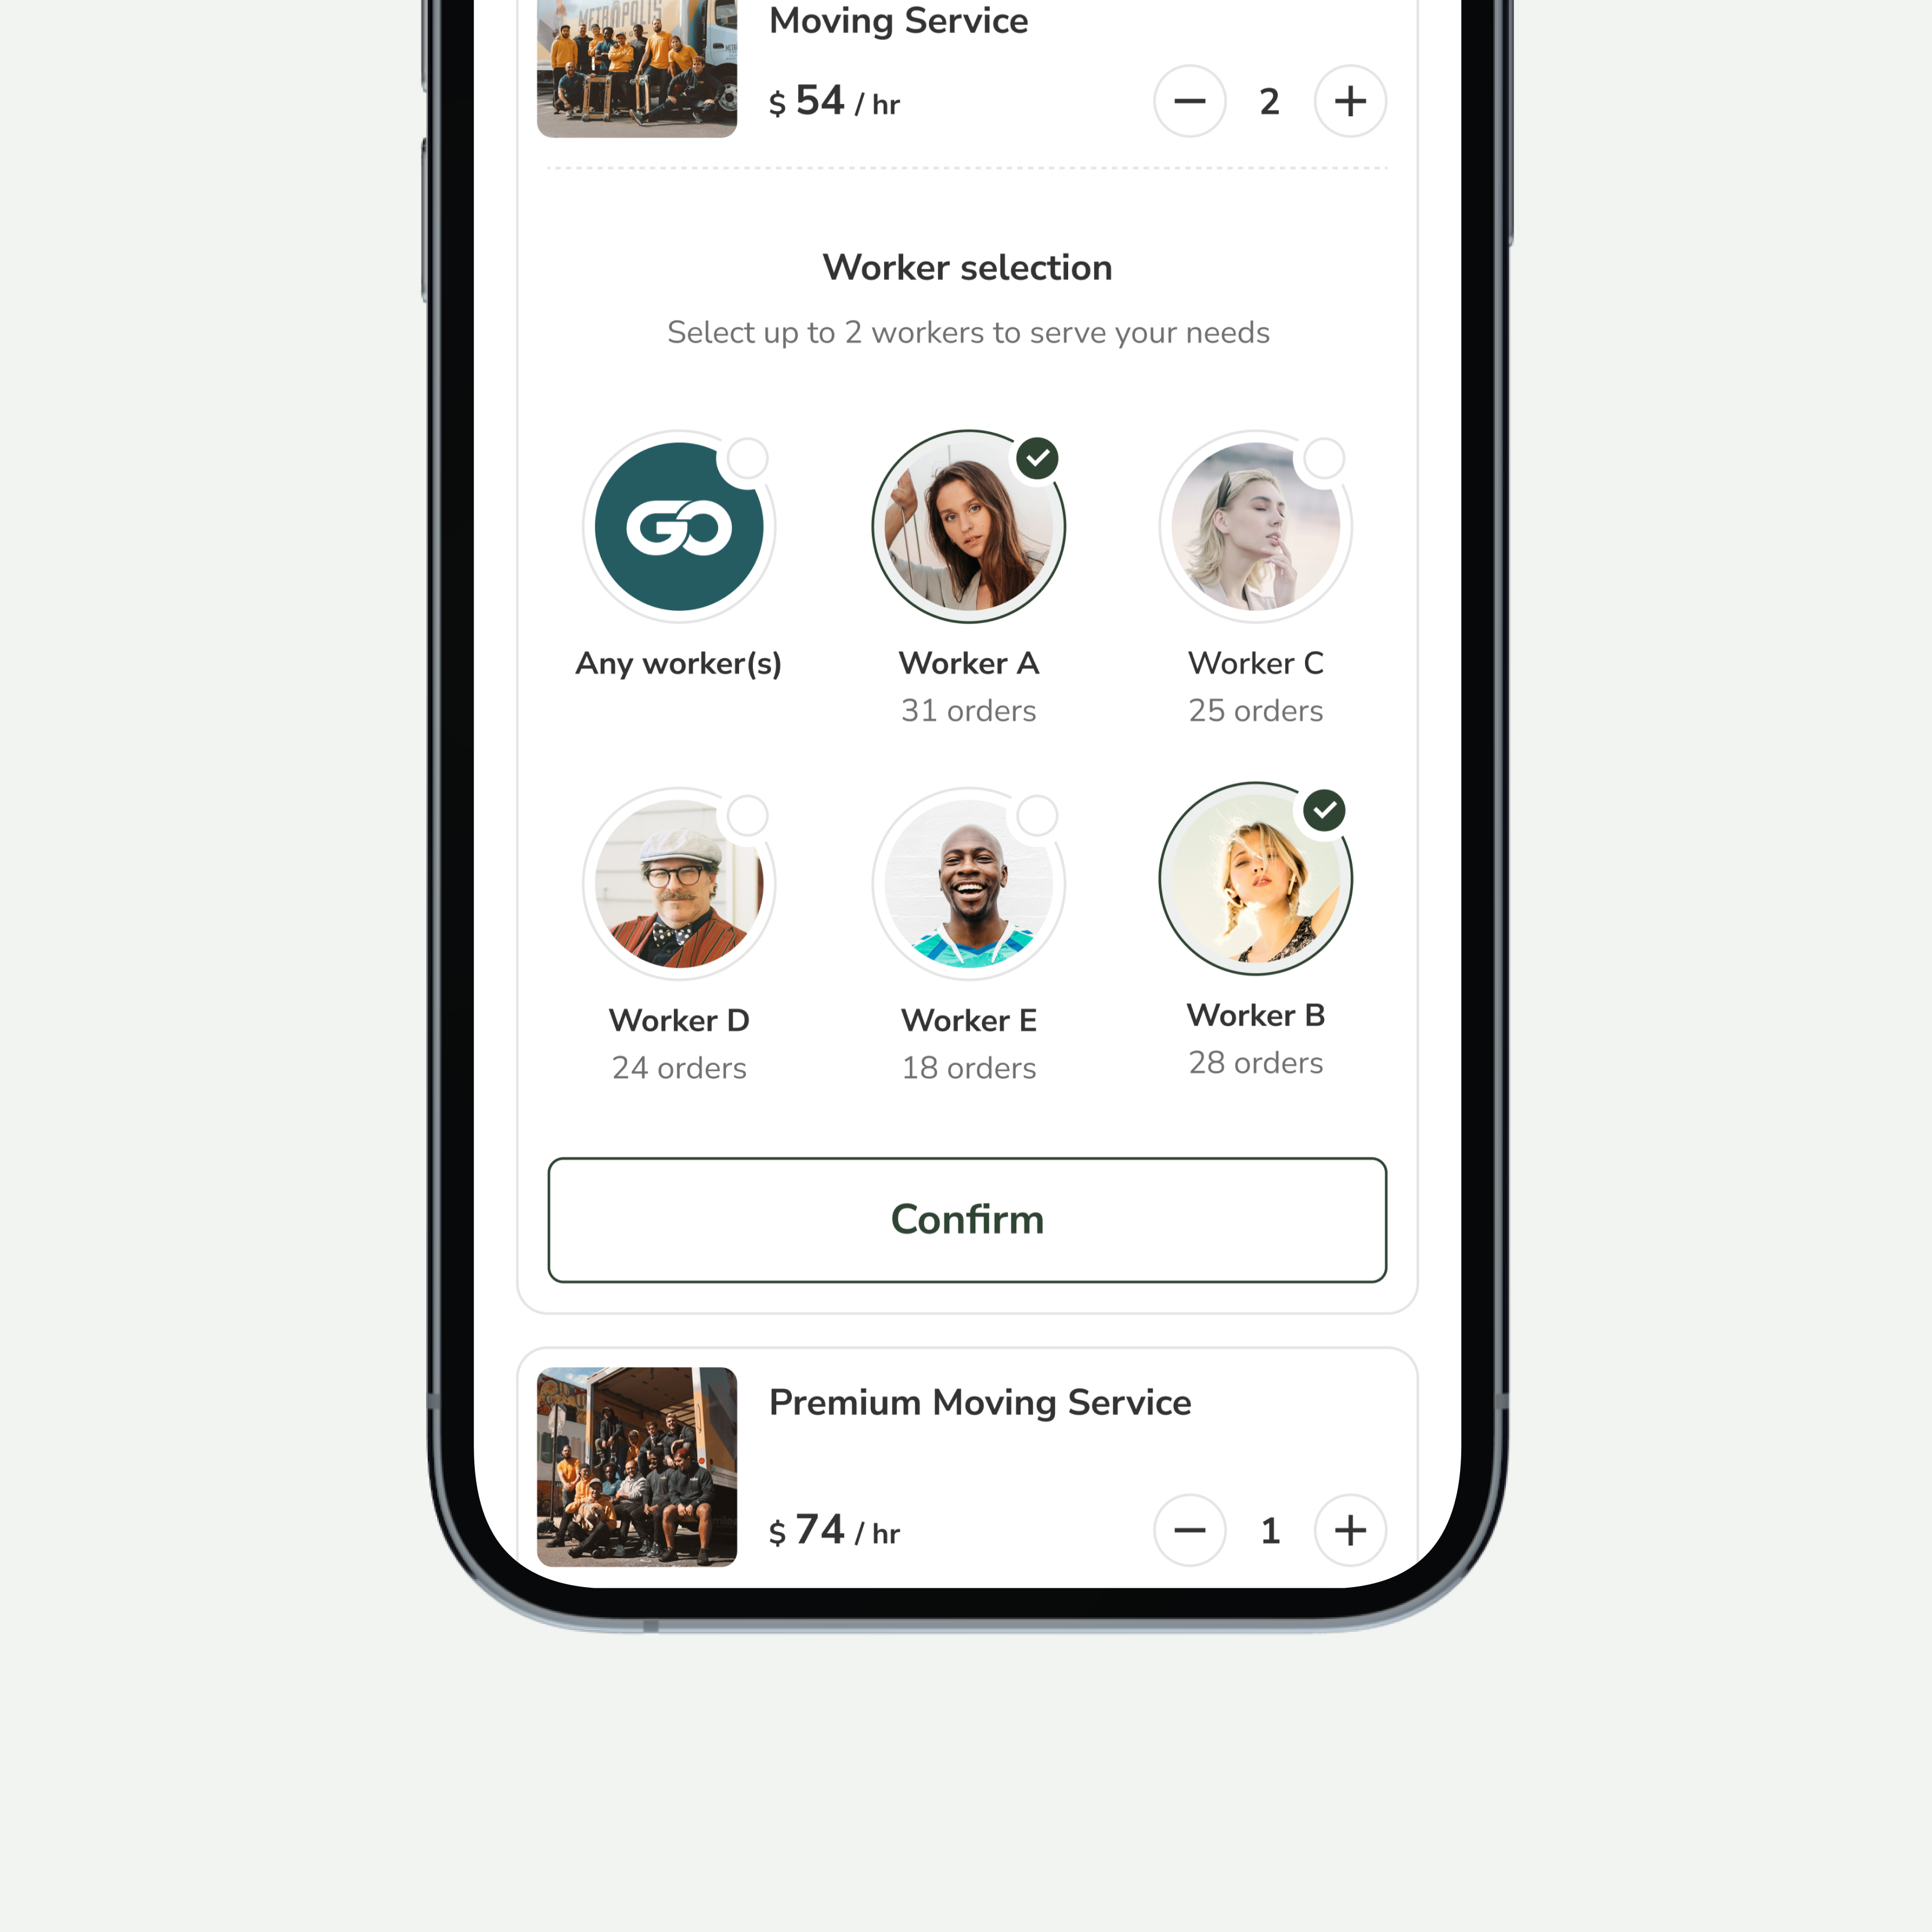 METROPOLIS
Moving Service
$ 54 / hr
2
Worker selection
Select up to 2 workers to serve your needs
GO
Any worker(s)
Worker A
31 orders
Worker C
25 orders
Worker D
24 orders
Worker E
18 orders
Worker B
28 orders
Confirm
Premium Moving Service
$ 74 / hr
1